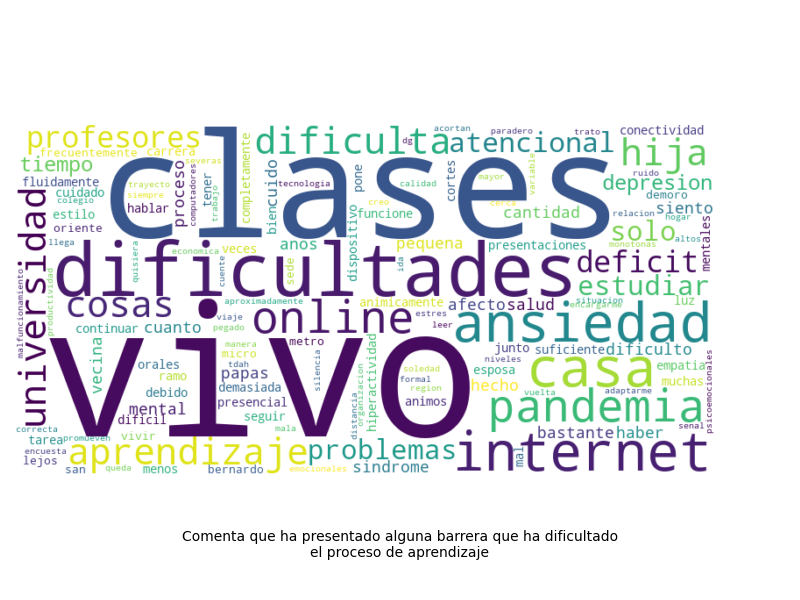 clases
vivo
dificultades
ansiedad
internet
casa
pandemia
universidad
online
aprendizaje
dificulta
atencional
profesores
hija
cosas
problemas
estudiar
deficit
solo
depresion
siento
tiempo
conectividad
acortan
paradero
trato
dg
ruido
demoro
relacion
hogar
altos
mentales
variable
mayor
cerca
cantidad
cortes
calidad
creo
funcione
pone
dispositivo
tecnologia
cuido
bien
completamente
tener
trabajo
severas
computadores
proceso
Carrera
frecuentemente
fluidamente
cuidado
colegio
trayecto
siempre
hablar
estilo
oriente
llega
quisiera
economica
veces
cuente
sede
anos
ida
pequena
presentaciones
monotonas
situacion
encargarme
luz
afecto
salud
animicamente
estres
leer
aproximadamente
viaje
pegado
continuar
cuanto
malfuncionamiento
productividad
vecina
orales
ramo
debido
mental
dificil
manera
micro
tdah
metro
papas
demasiada
presencial
seguir
mala
silencia
distancia
organizacion
hiperactividad
soledad
formal
region
animos
junto
suficiente
dificulto
esposa
niveles
hecho
vuelta
adaptarme
empatia
muchas
senal
psicoemocionales
bastante
haber
mal
sindrome
emocionales
bernardo
menos
queda
san
vivir
promueven
tarea
correcta
encuesta
lejos
Comenta que ha presentado alguna barrera que ha dificultado
el proceso de aprendizaje